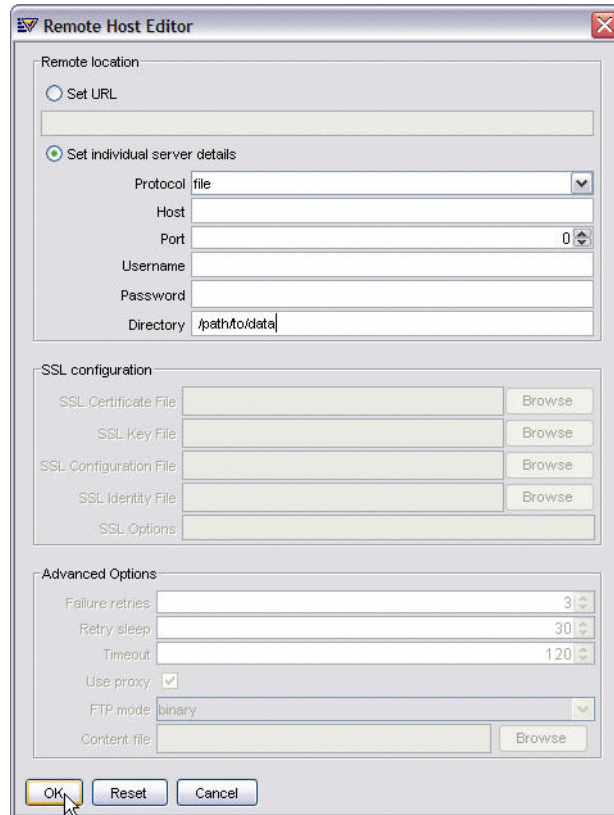 Remote Host Editor
Remote location
Set URL
Set individual server details
Protocol file
Host
Port 0
Username
Password
Directory /path/to/data
SSL configuration
SSL Certificate File Browse
SSL Key File Browse
SSL Configuration File Browse
SSL Identity File Browse
SSL Options
Advanced Options
Failure retries 3
Retry sleep 30
Timeout 120
Use proxy
FTP mode binary
Content file Browse
OK Reset Cancel